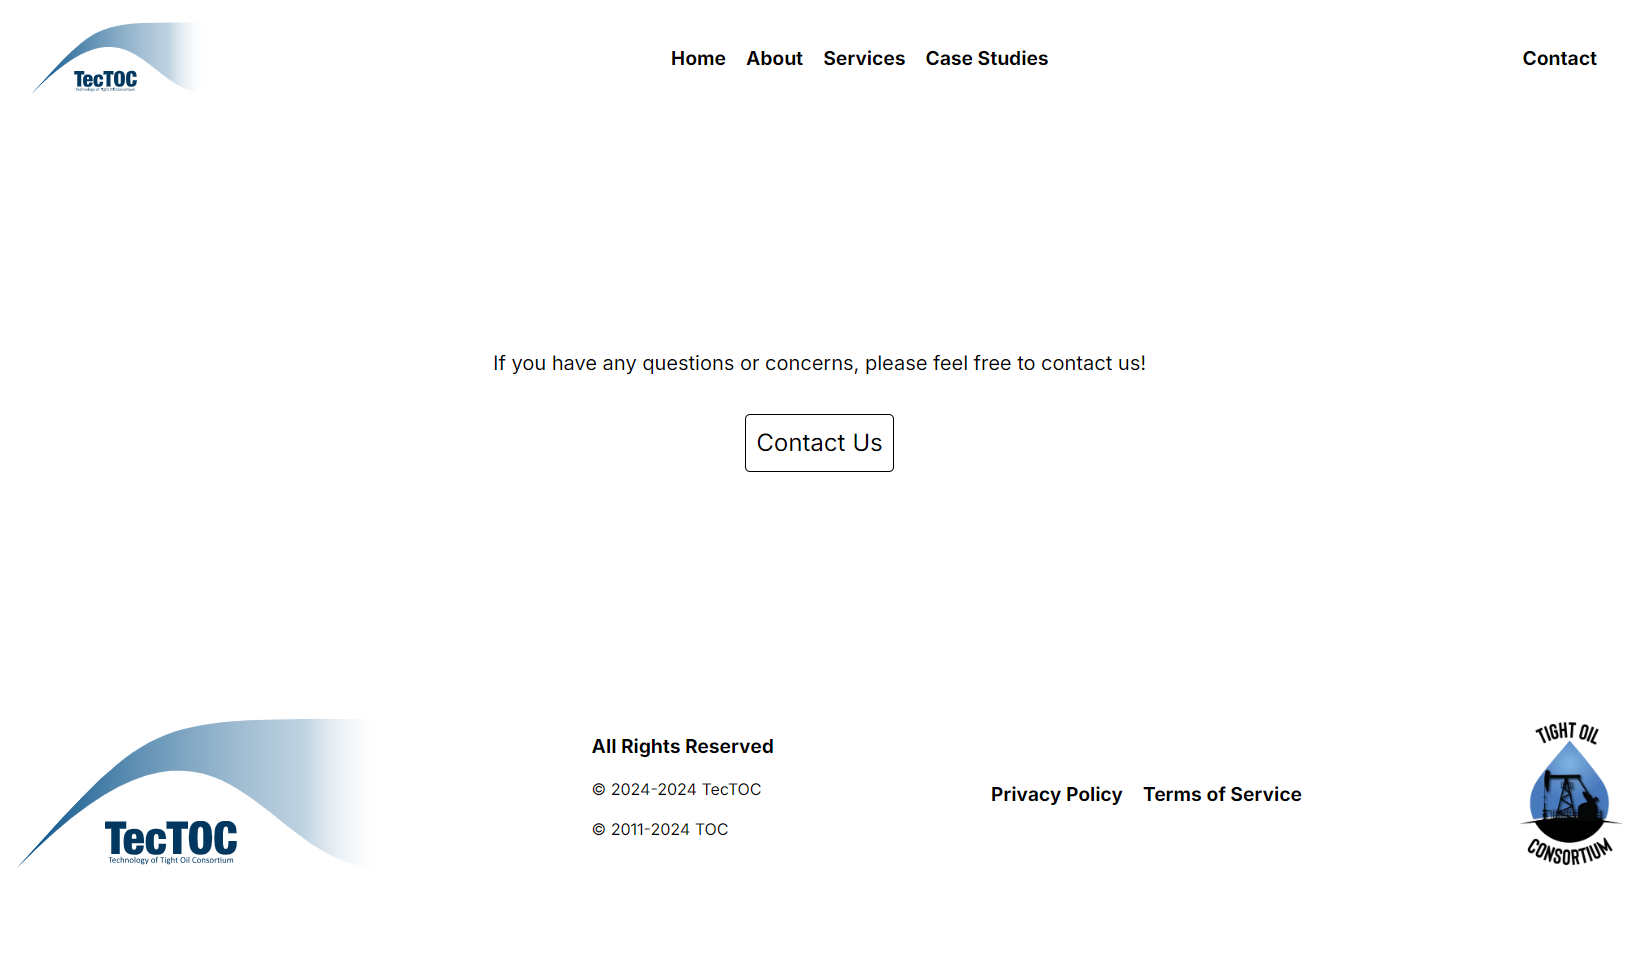 TecTOC
Technology of Tight Oil Consortium
Home About Services Case Studies
Contact
If you have any questions or concerns, please feel free to contact us!
Contact Us
TecTOC
Technology of Tight Oil Consortium
All Rights Reserved
© 2024-2024 TecTOC
© 2011-2024 TOC
Privacy Policy Terms of Service
TIGHT OIL
CONSORTIUM